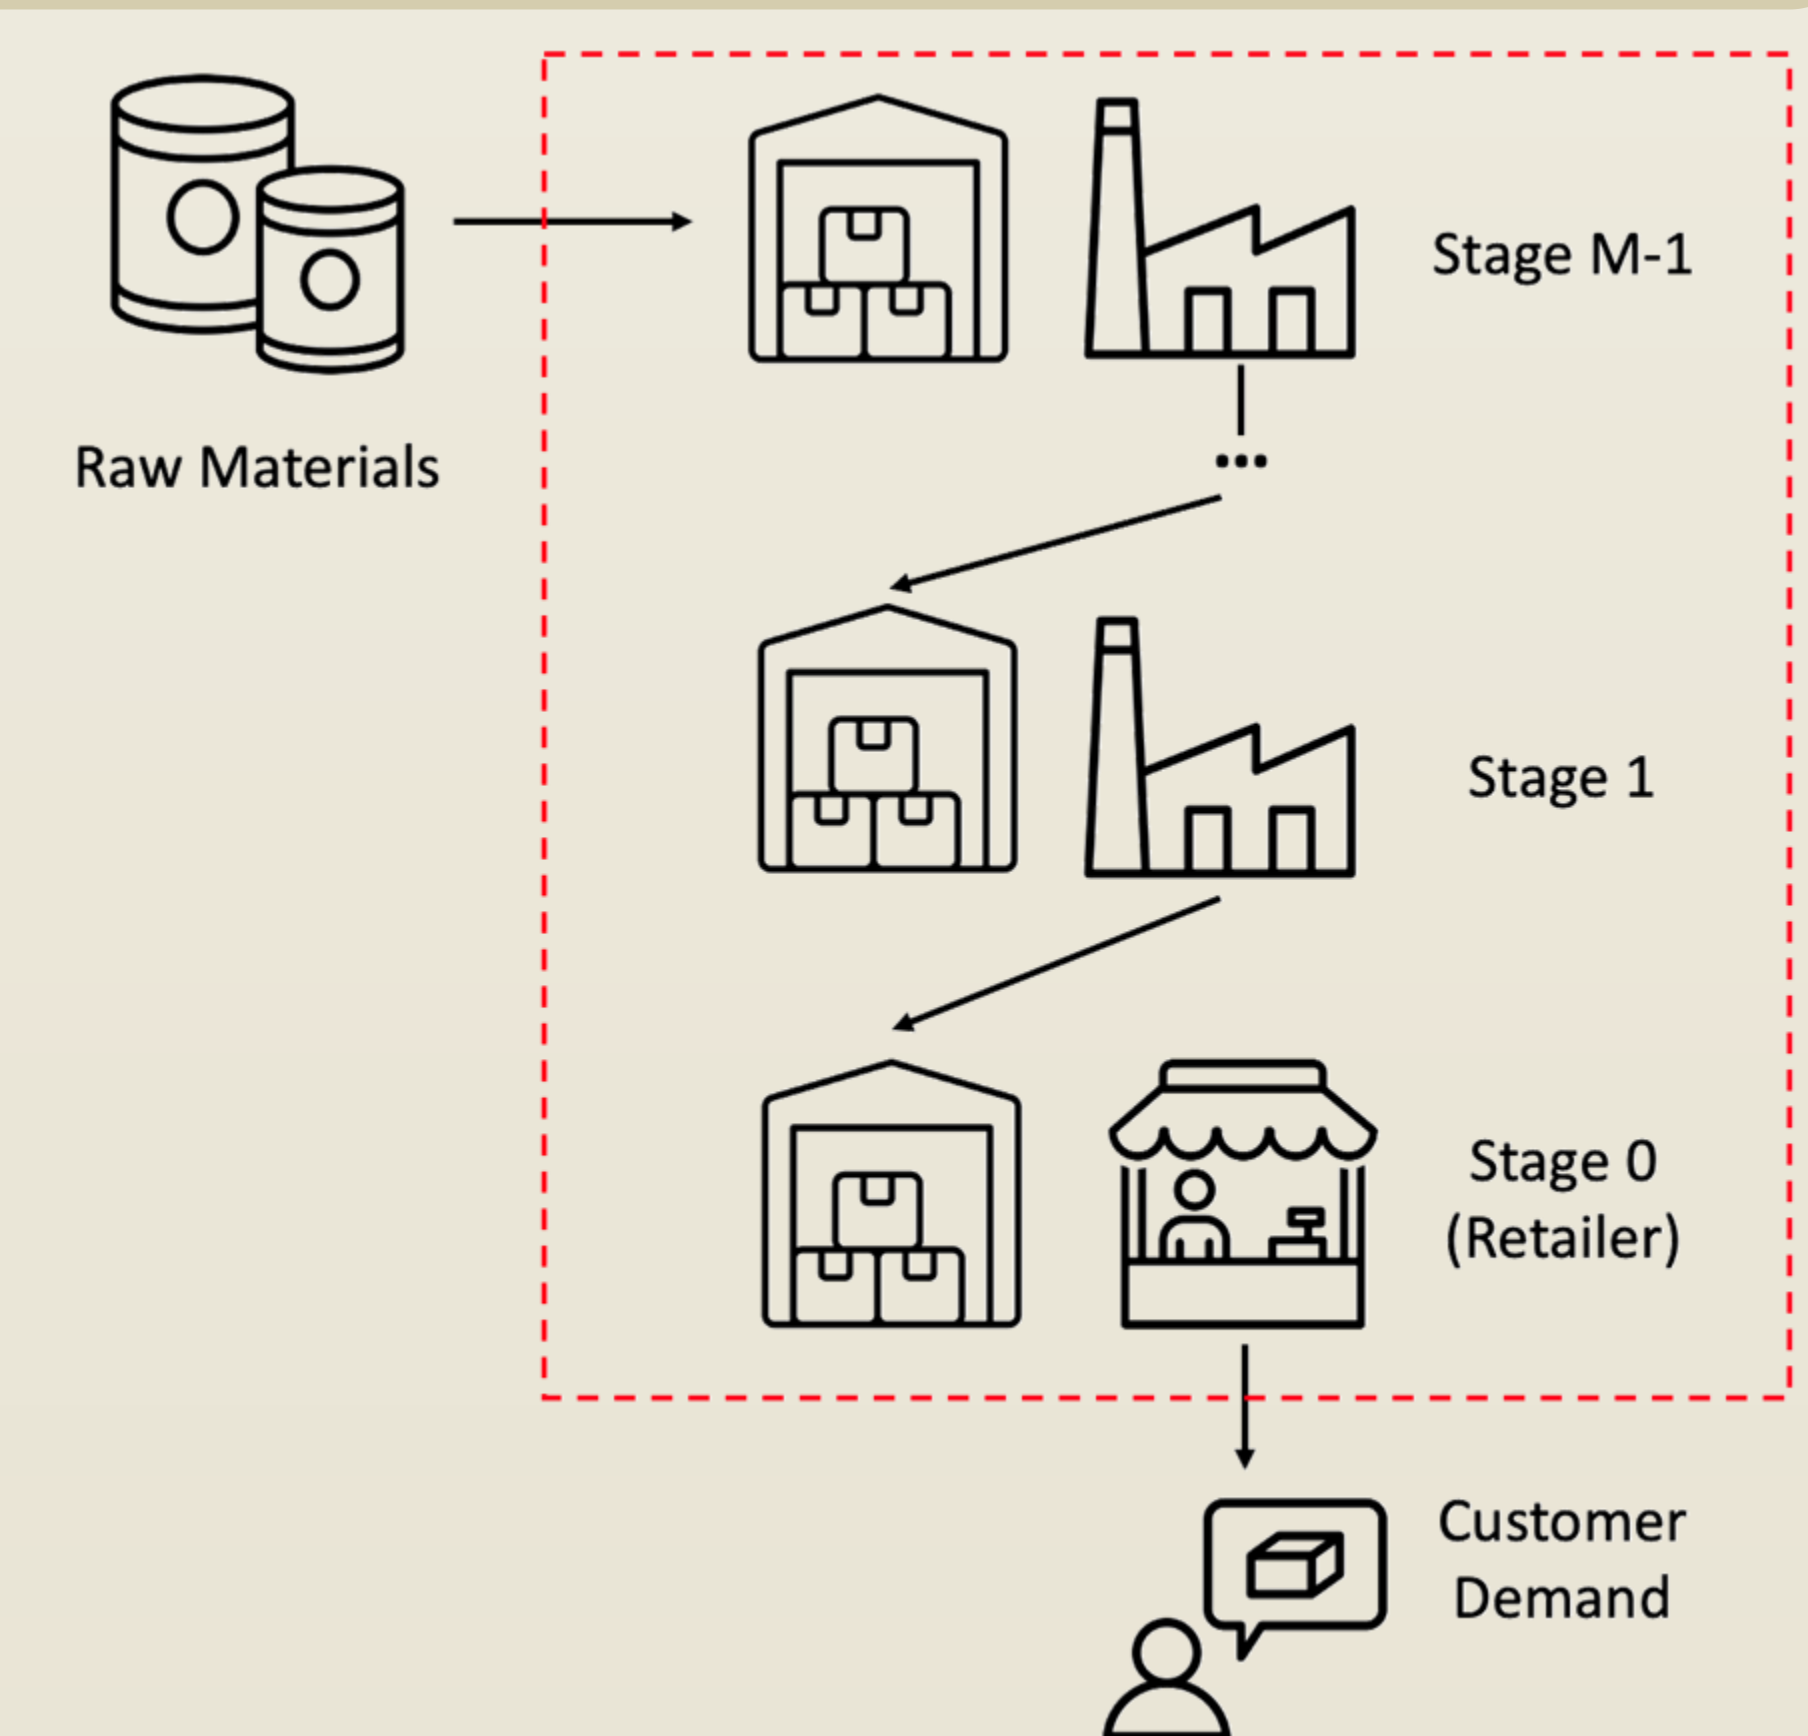 Raw Materials
Stage M-1
...
Stage 1
Stage 0
(Retailer)
Customer
Demand